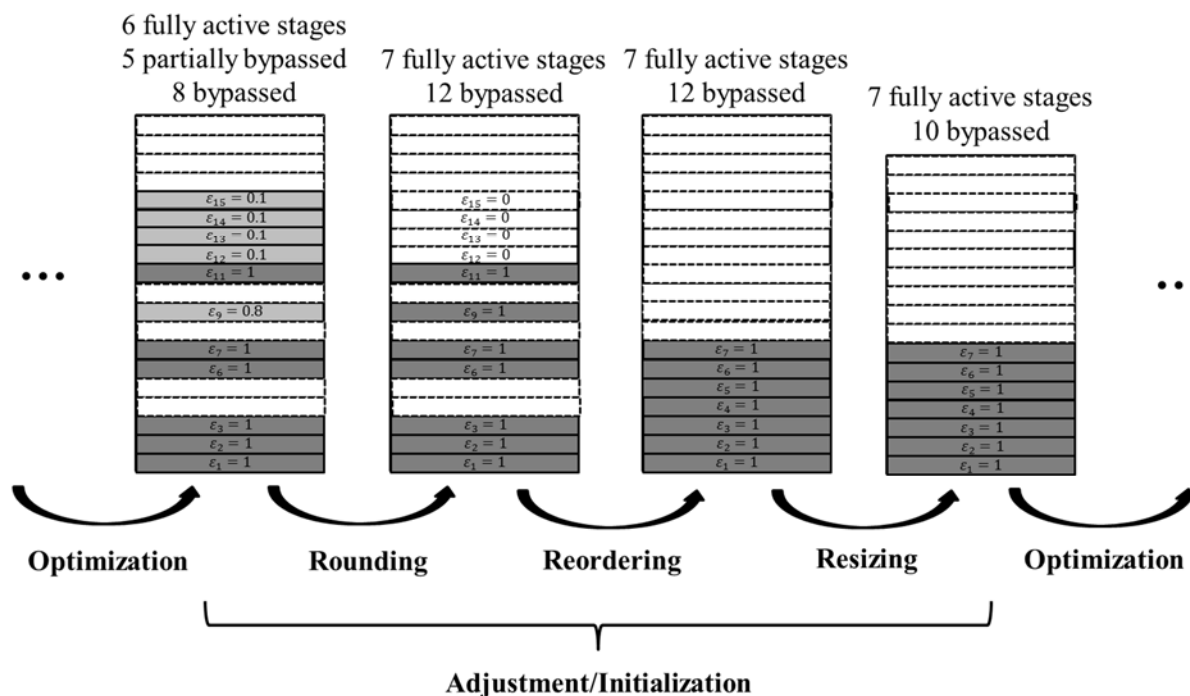 6 fully active stages
5 partially bypassed
8 bypassed
7 fully active stages
12 bypassed
7 fully active stages
12 bypassed
7 fully active stages
10 bypassed
ε₁₅ = 0.1
ε₁₄ = 0.1
ε₁₃ = 0.1
ε₁₂ = 0.1
ε₁₁ = 1
ε₉ = 0.8
ε₇ = 1
ε₆ = 1
ε₃ = 1
ε₂ = 1
ε₁ = 1
ε₁₅ = 0
ε₁₄ = 0
ε₁₃ = 0
ε₁₂ = 0
ε₁₁ = 1
ε₉ = 1
ε₇ = 1
ε₆ = 1
ε₃ = 1
ε₂ = 1
ε₁ = 1
ε₇ = 1
ε₆ = 1
ε₅ = 1
ε₄ = 1
ε₃ = 1
ε₂ = 1
ε₁ = 1
ε₇ = 1
ε₆ = 1
ε₅ = 1
ε₄ = 1
ε₃ = 1
ε₂ = 1
ε₁ = 1
Optimization
Rounding
Reordering
Resizing
Optimization
Adjustment/Initialization